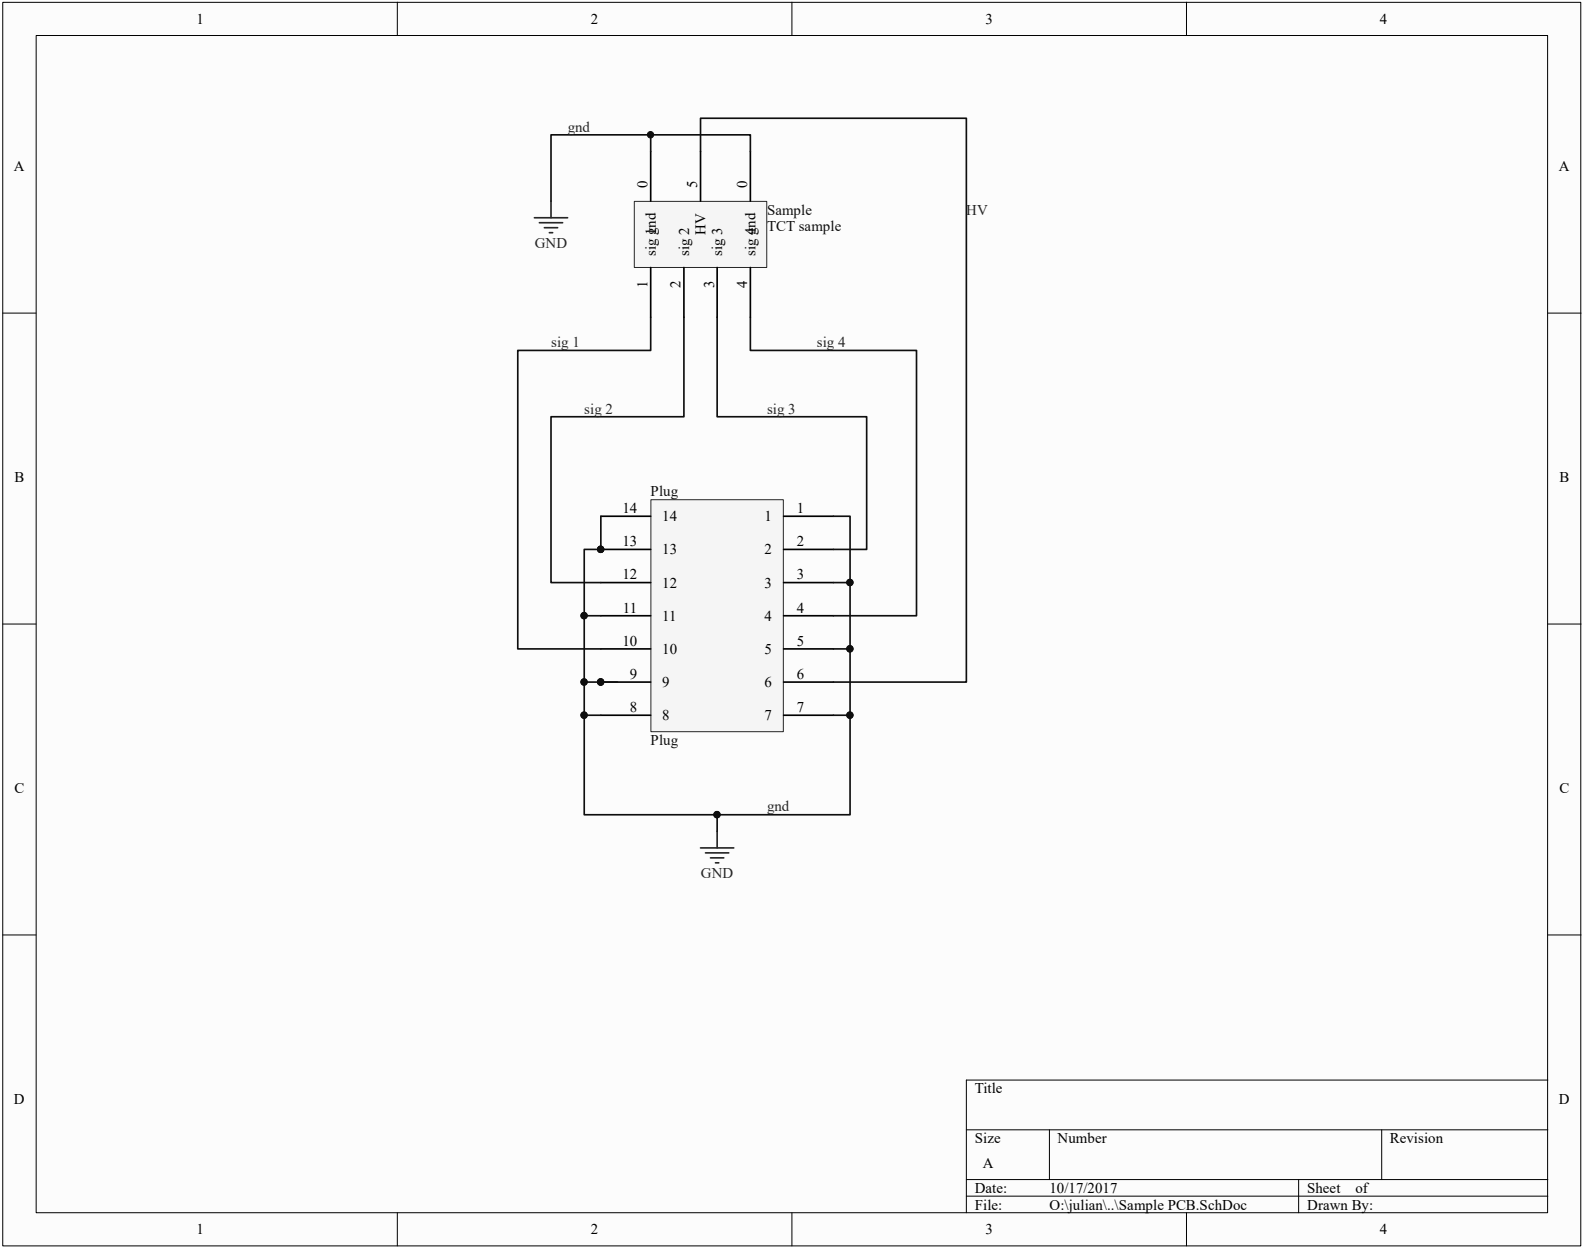 1 2 3 4
A A
gnd
0 5 0
Sample
HV
TCT sample
gnd HV gnd
sig 1 sig 2 sig 3 sig 4
GND
1 2 3 4
sig 1 sig 4
sig 2 sig 3
B B
Plug
14 14 1 1
13 13 2 2
12 12 3 3
11 11 4 4
10 10 5 5
9 9 6 6
8 8 7 7
Plug
C C
gnd
GND
D D
Title
Size Number Revision
A
Date: 10/17/2017 Sheet of
File: O:\julian\..\Sample PCB.SchDoc Drawn By:
1 2 3 4